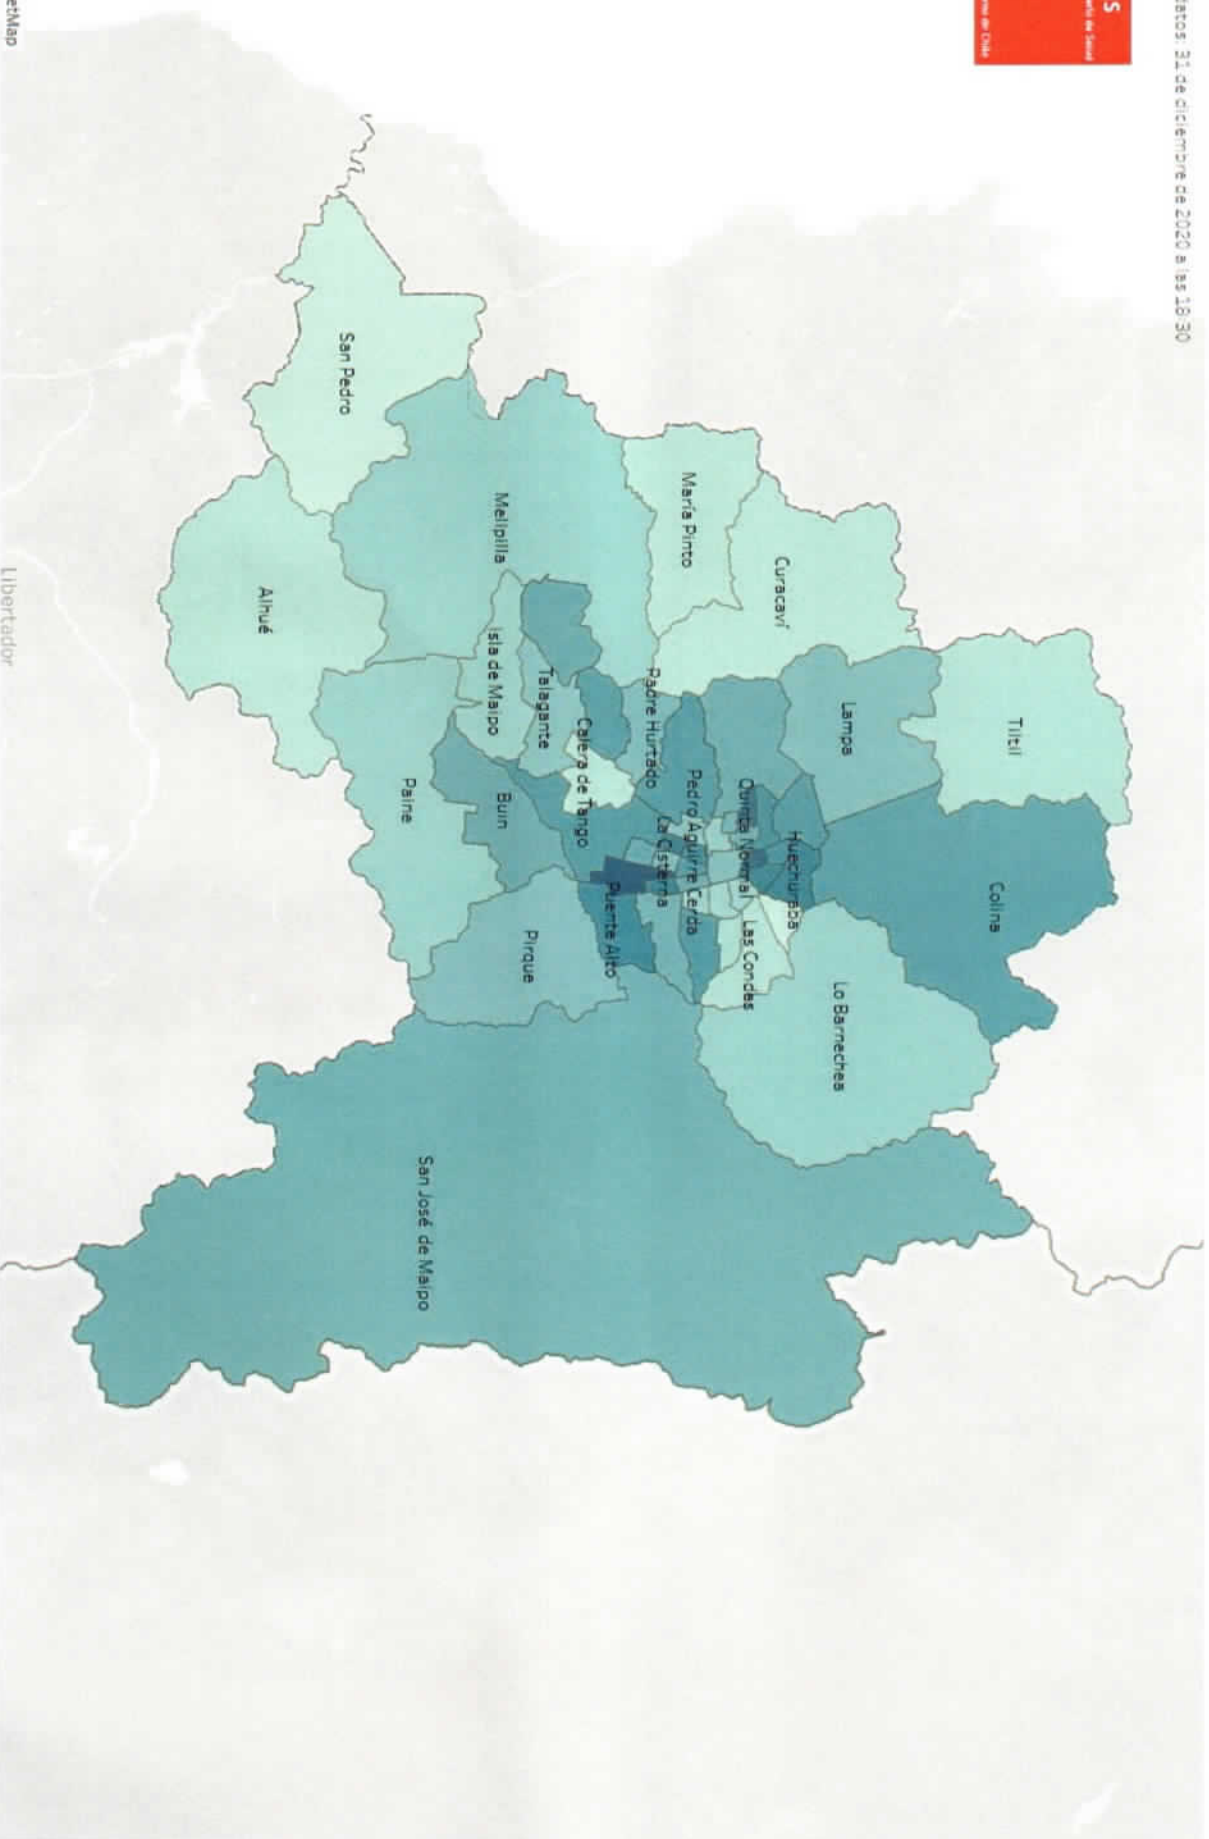 atos: 31 de diciembre de 2020 a las 18:30
S
Tiltil
Colina
Lampa
Lo Barnechea
Huechuraba
Curacaví
Quinta Normal
Las Condes
María Pinto
Pedro Aguirre Cerda
Padre Hurtado
La Cisterna
Puente Alto
Calera de Tango
Talagante
Pirque
Melipilla
Isla de Maipo
Buin
San José de Maipo
Paine
San Pedro
Alhué
etMap
Libertador